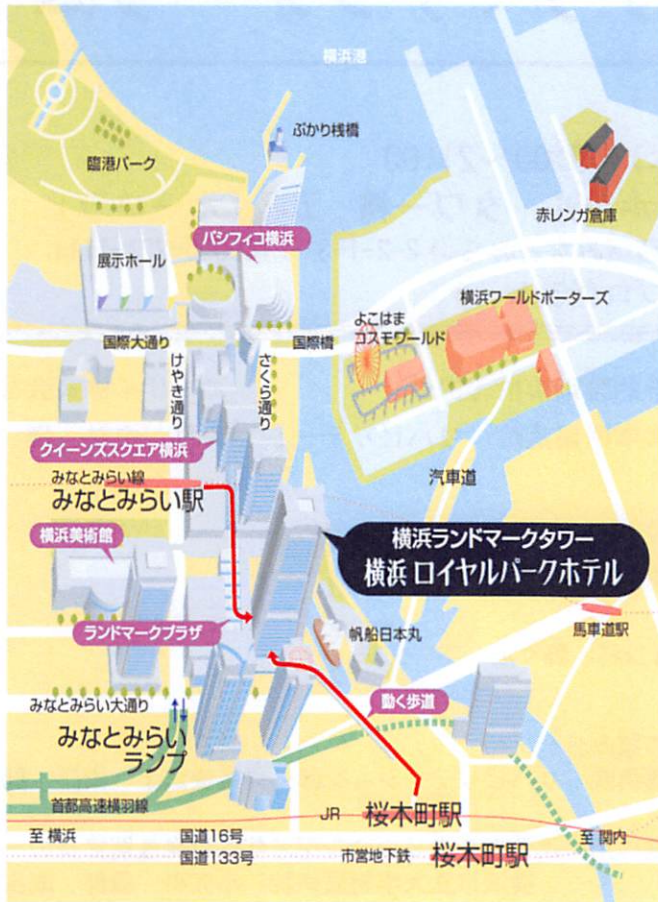 横浜港
ぷかり桟橋
臨港パーク
赤レンガ倉庫
パシフィコ横浜
展示ホール
横浜ワールドポーターズ
よこはま
コスモワールド
国際大通り
国際橋
けやき通り
さくら通り
クイーンズスクエア横浜
みなとみらい線
みなとみらい駅
汽車道
横浜美術館
横浜ランドマークタワー
横浜 ロイヤルパークホテル
ランドマークプラザ
帆船日本丸
馬車道駅
みなとみらい大通り
動く歩道
みなとみらい
ランプ
首都高速横羽線
JR 桜木町駅
至 横浜
国道16号
至 関内
国道133号
市営地下鉄 桜木町駅